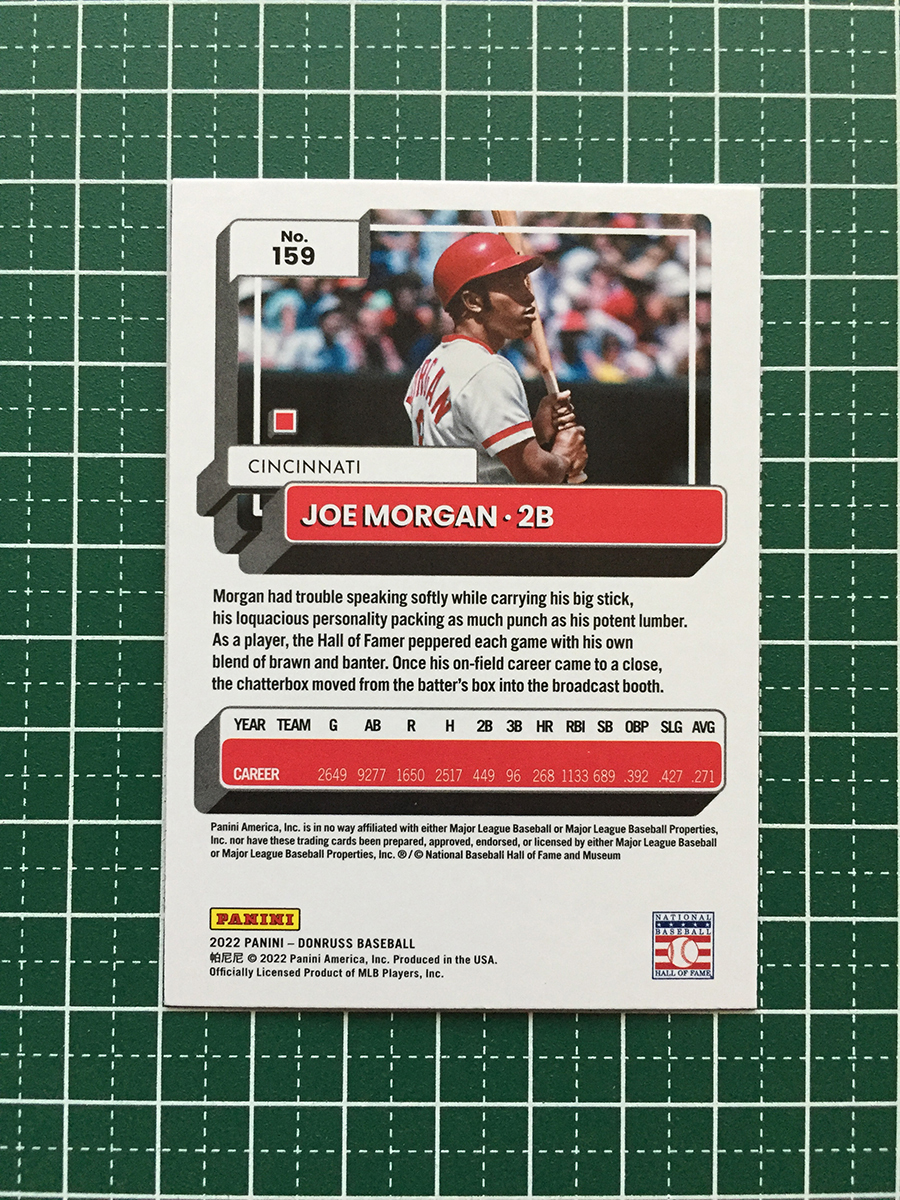 No.
159
CINCINNATI
JOE MORGAN · 2B
Morgan had trouble speaking softly while carrying his big stick,
his loquacious personality packing as much punch as his potent lumber.
As a player, the Hall of Famer peppered each game with his own
blend of brawn and banter. Once his on-field career came to a close,
the chatterbox moved from the batter's box into the broadcast booth.
YEAR TEAM G AB R H 2B 3B HR RBI SB OBP SLG AVG
CAREER 2649 9277 1650 2517 449 96 268 1133 689 .392 .427 .271
Panini America, Inc. is in no way affiliated with either Major League Baseball or Major League Baseball Properties,
Inc. nor have these trading cards been prepared, approved, endorsed, or licensed by either Major League Baseball
or Major League Baseball Properties, Inc. ® / © National Baseball Hall of Fame and Museum
PANINI
2022 PANINI – DONRUSS BASEBALL
帕尼尼 © 2022 Panini America, Inc. Produced in the USA.
Officially Licensed Product of MLB Players, Inc.
NATIONAL
BASEBALL
HALL OF FAME